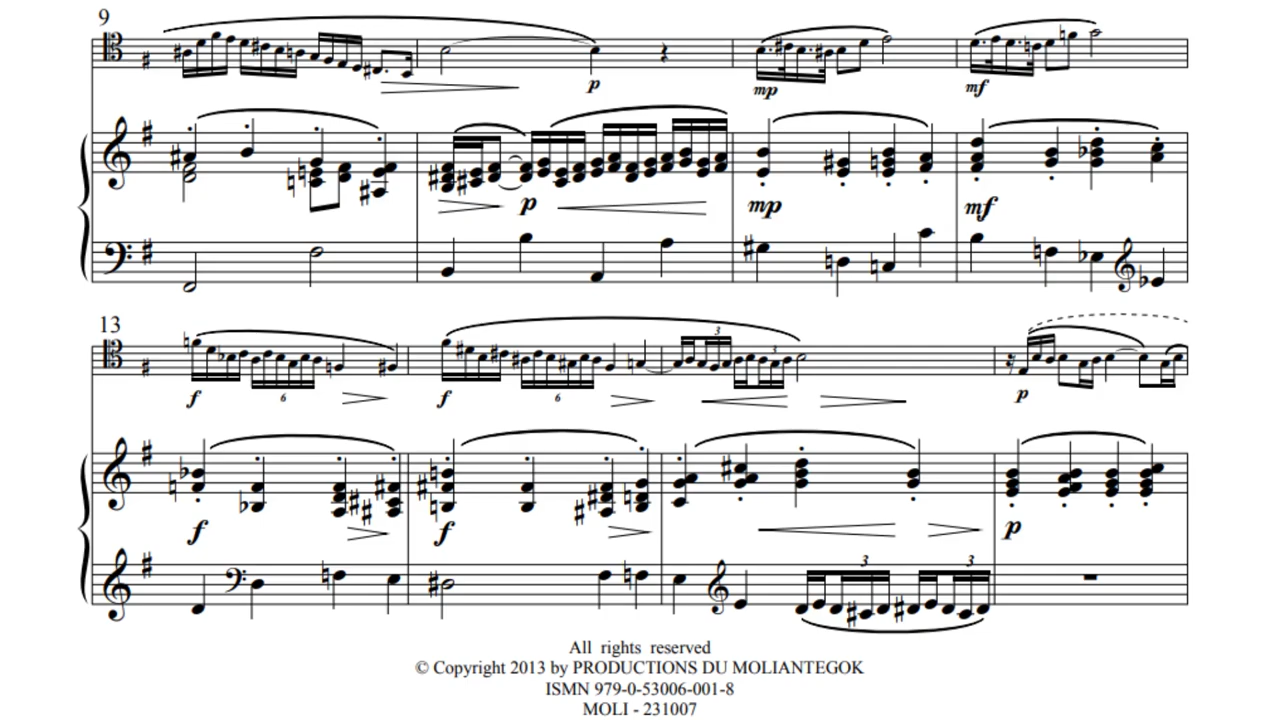 9
p
mp
mf
p
mp
mf
13
f
6
f
6
3
3
p
f
f
p
3
3
All rights reserved
© Copyright 2013 by PRODUCTIONS DU MOLIANTEGOK
ISMN 979-0-53006-001-8
MOLI - 231007